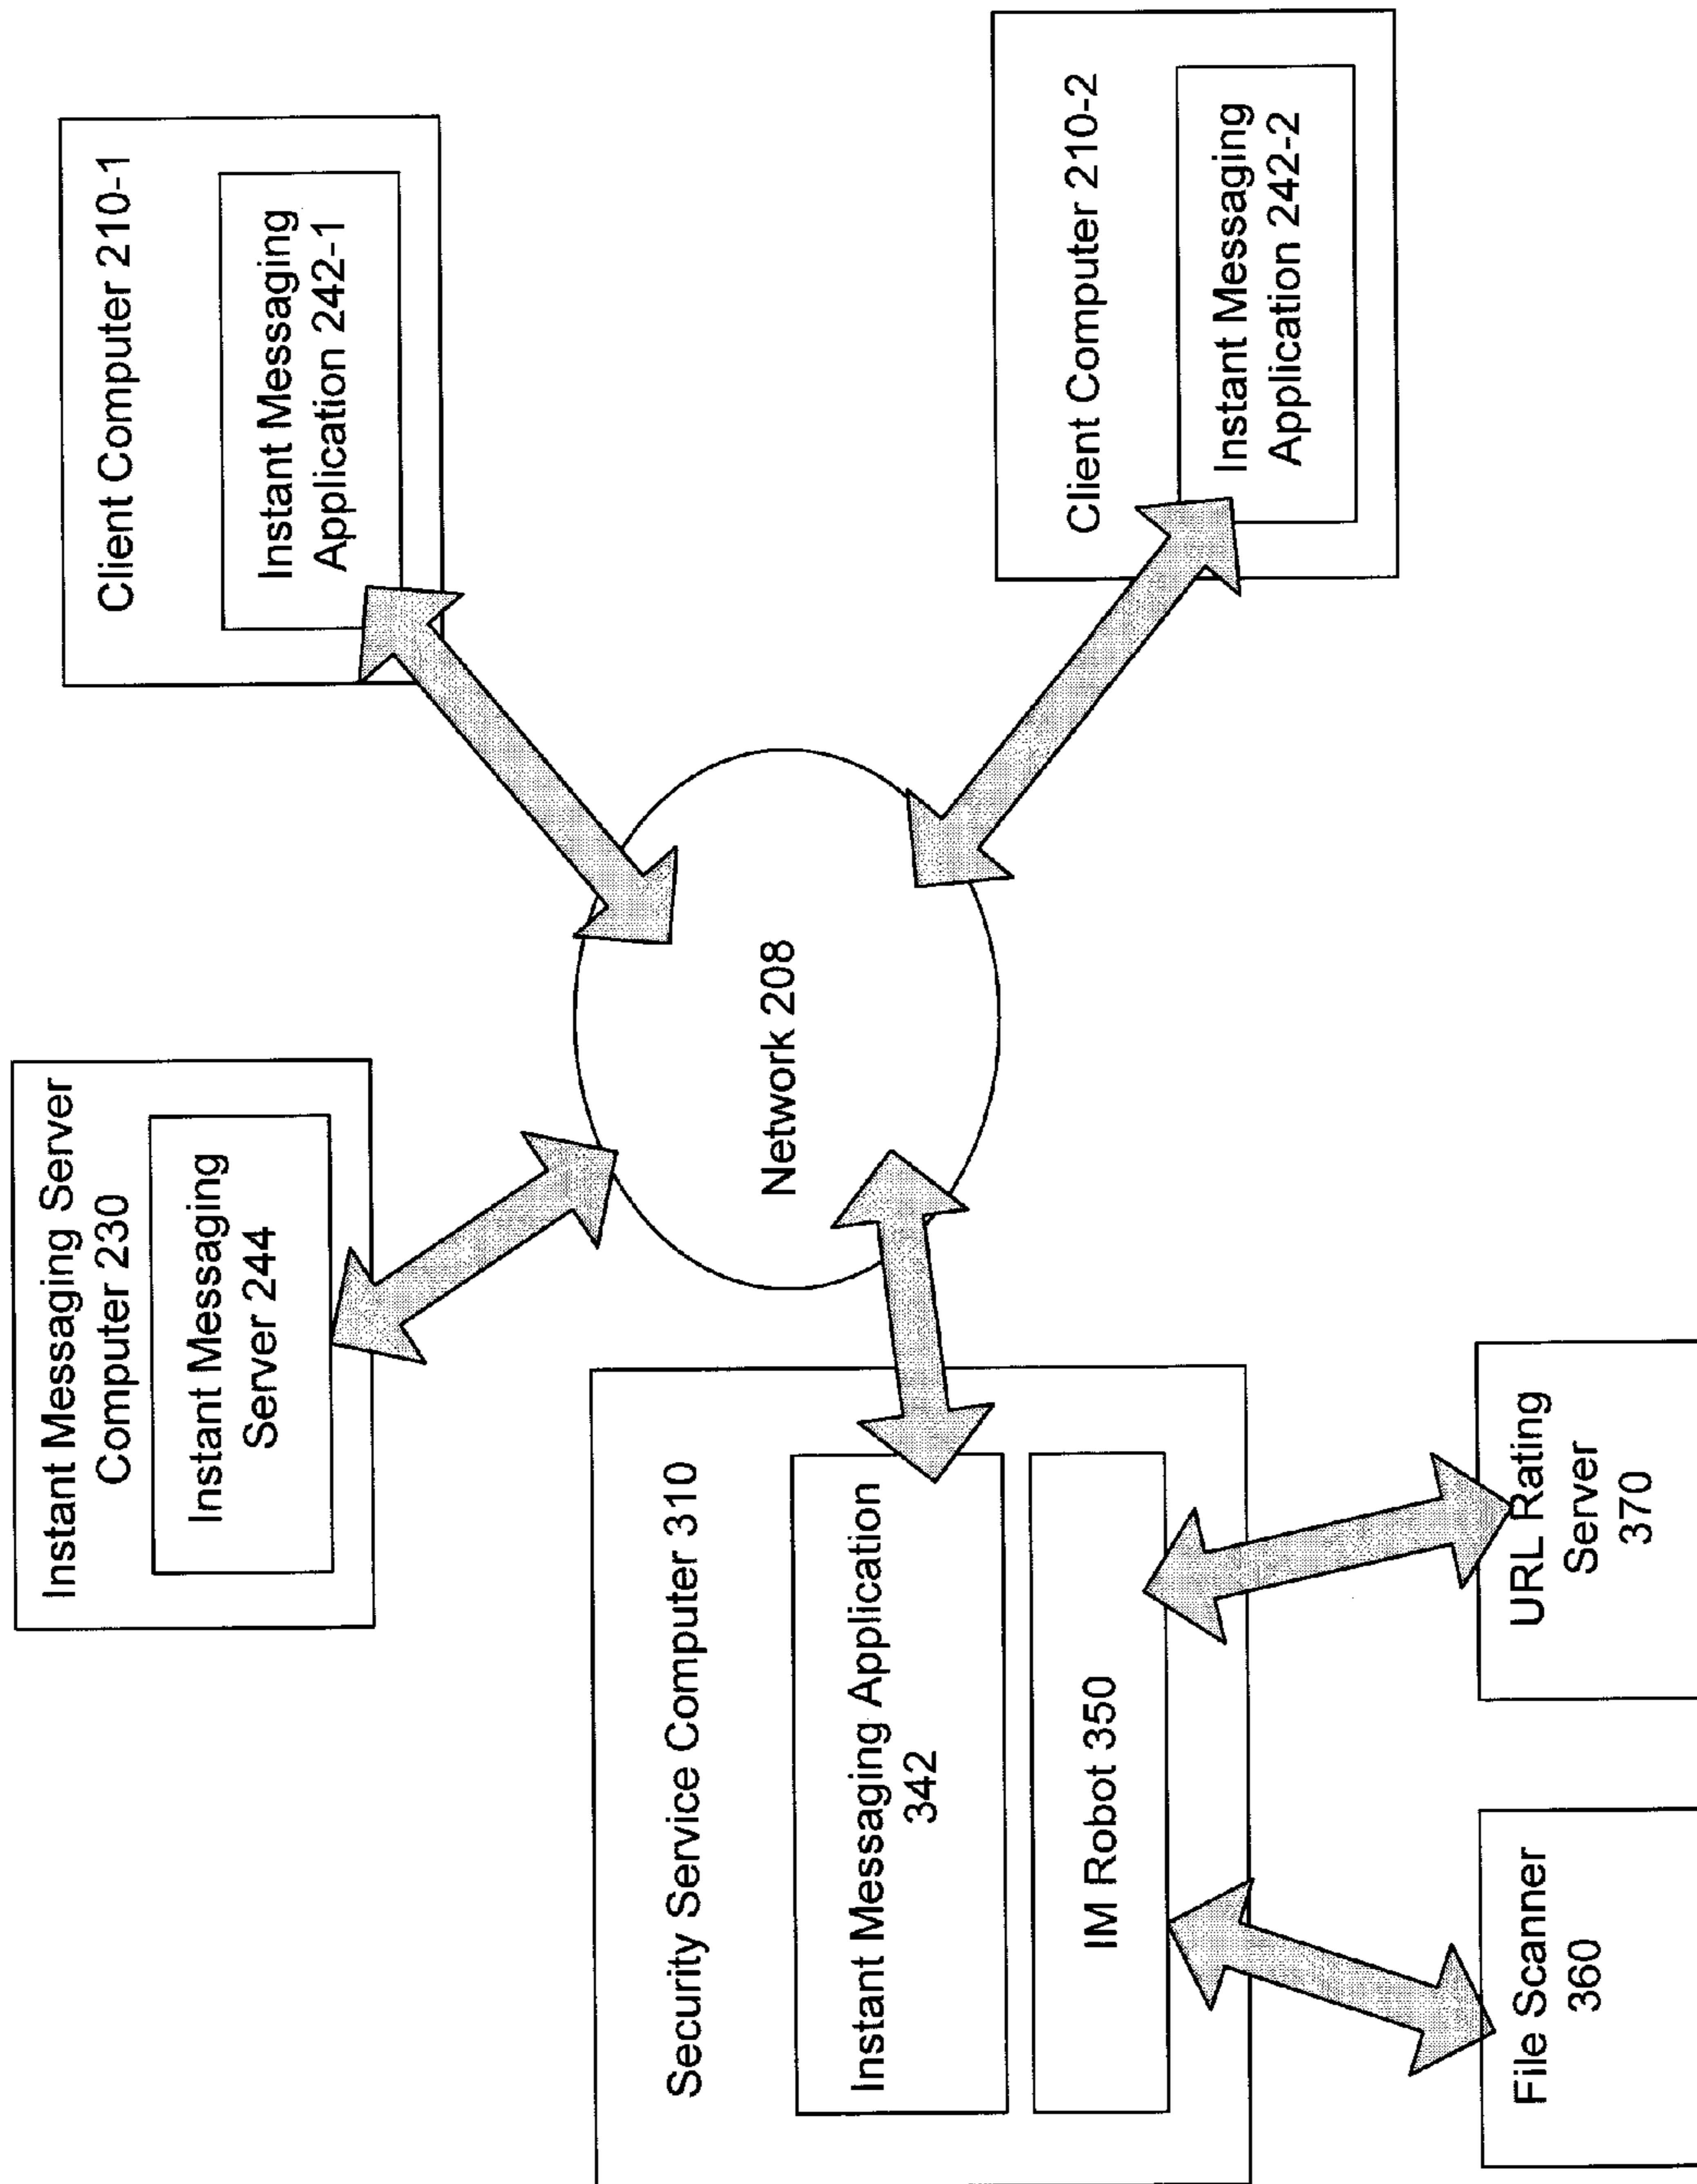 Instant Messaging Server
Computer 230
Instant Messaging
Server 244
Client Computer 210-1
Instant Messaging
Application 242-1
Network 208
Security Service Computer 310
Instant Messaging Application
342
IM Robot 350
Client Computer 210-2
Instant Messaging
Application 242-2
File Scanner
360
URL Rating
Server
370